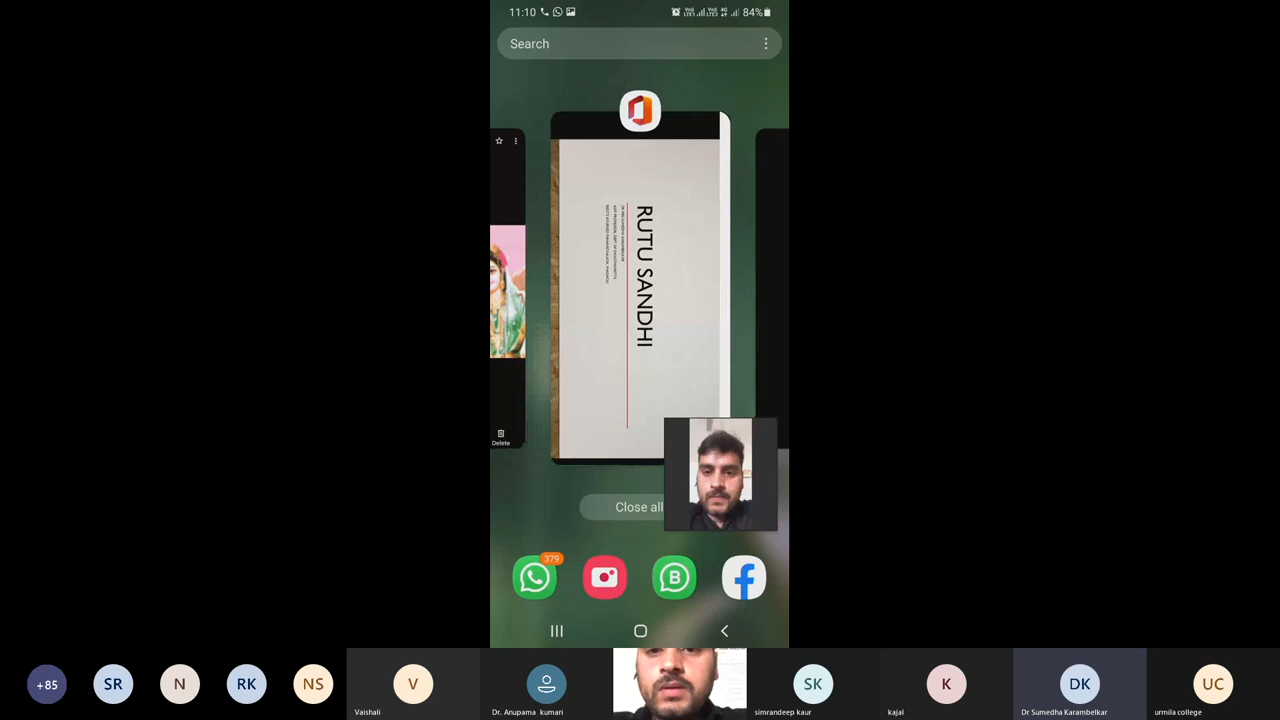 11:10
84%
Search
RUTU SANDHI
Delete
Close all
379
B
+85
SR
N
RK
NS
V
SK
K
DK
UC
Vaishali
Dr. Anupama kumari
simrandeep kaur
kajal
Dr Sumedha Karambelkar
urmila college